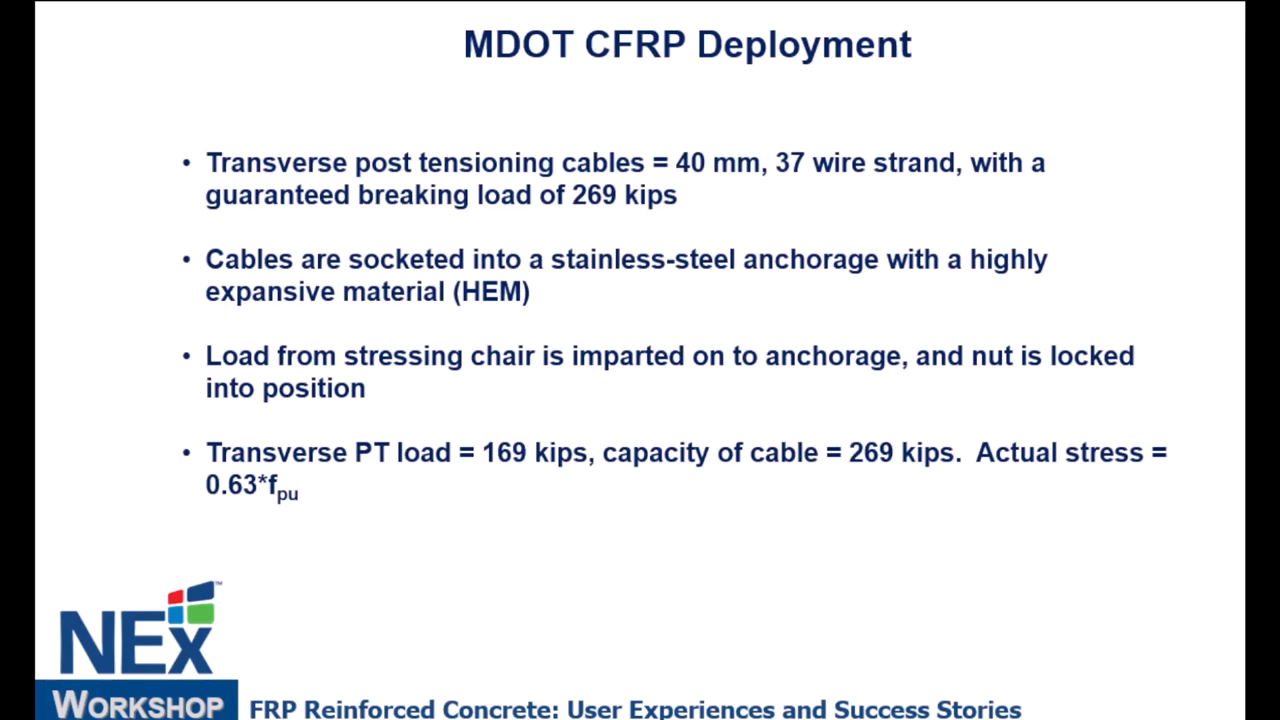 MDOT CFRP Deployment
• Transverse post tensioning cables = 40 mm, 37 wire strand, with a
guaranteed breaking load of 269 kips
• Cables are socketed into a stainless-steel anchorage with a highly
expansive material (HEM)
• Load from stressing chair is imparted on to anchorage, and nut is locked
into position
• Transverse PT load = 169 kips, capacity of cable = 269 kips.  Actual stress =
0.63*fpu
NEx™
WORKSHOP
FRP Reinforced Concrete: User Experiences and Success Stories